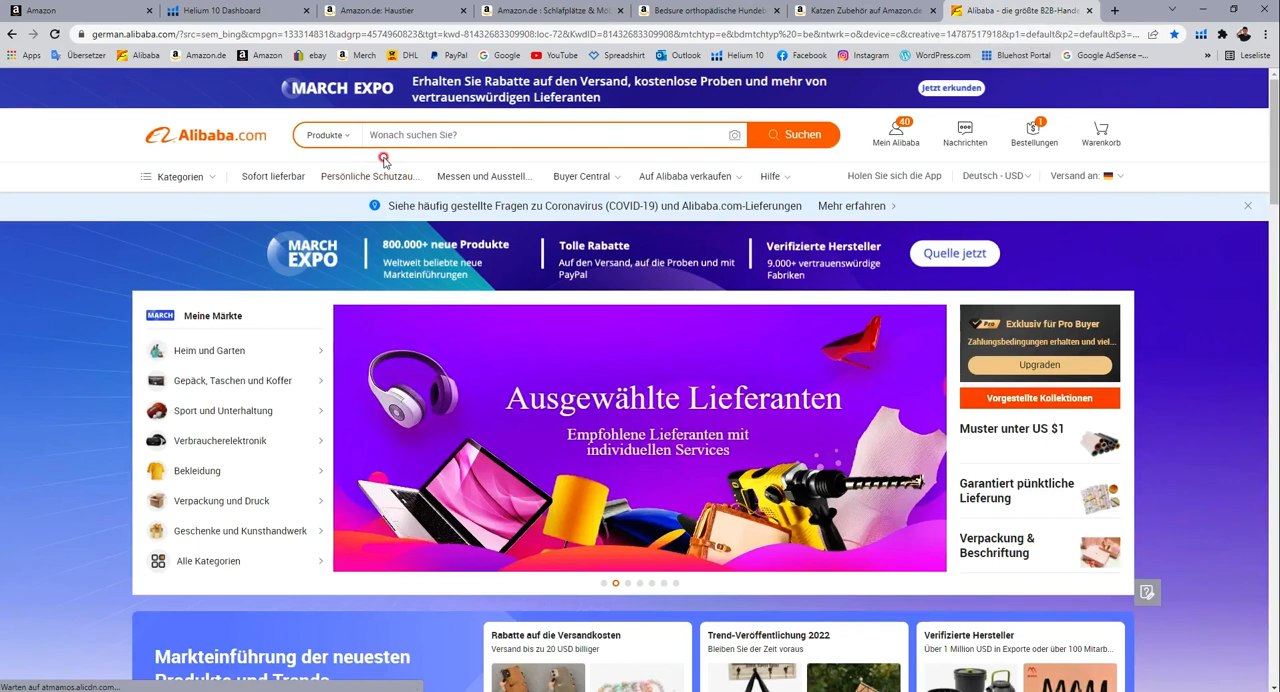 Amazon
Helium 10 Dashboard
Amazon.de: Haustier
Amazon.de : Schlafplätze & Mö
Bedsure orthopädische Hundeb
Katzen Zubehör auf Amazon.de
Alibaba - die größte B2B-Hande
german.alibaba.com/?src=sem_bing&cmpgn=133314831&adgrp=4574960823&tgt=kwd-81432683309908:loc-72&KwdID=81432683309908&mtchtyp=e&bdmtchtyp=be&ntwrk=o&device=c&creative=14787517918&p1=default&p2=default&p3=...
Apps
Übersetzer
Alibaba
Amazon.de
Amazon
ebay
Merch
DHL
PayPal
Google
YouTube
Spreadshirt
Outlook
Helium 10
Facebook
Instagram
WordPress.com
Bluehost Portal
Google AdSense –...
»
Leseliste
MARCH EXPO
Erhalten Sie Rabatte auf den Versand, kostenlose Proben und mehr von
vertrauenswürdigen Lieferanten
Jetzt erkunden
Alibaba.com
Produkte
Wonach suchen Sie?
Suchen
40
Mein Alibaba
Nachrichten
1
Bestellungen
Warenkorb
Kategorien
Sofort lieferbar
Persönliche Schutzau...
Messen und Ausstell...
Buyer Central
Auf Alibaba verkaufen
Hilfe
Holen Sie sich die App
Deutsch - USD
Versand an:
Siehe häufig gestellte Fragen zu Coronavirus (COVID-19) und Alibaba.com-Lieferungen
Mehr erfahren
MARCH
EXPO
800.000+ neue Produkte
Weltweit beliebte neue
Markteinführungen
Tolle Rabatte
Auf den Versand, auf die Proben und mit
PayPal
Verifizierte Hersteller
9.000+ vertrauenswürdige
Fabriken
Quelle jetzt
MARCH
Meine Märkte
Heim und Garten
Gepäck, Taschen und Koffer
Sport und Unterhaltung
Verbraucherelektronik
Bekleidung
Verpackung und Druck
Geschenke und Kunsthandwerk
Alle Kategorien
Ausgewählte Lieferanten
Empfohlene Lieferanten mit
individuellen Services
Pro
Exklusiv für Pro Buyer
Zahlungsbedingungen erhalten und viel...
Upgraden
Vorgestellte Kollektionen
Muster unter US $1
Garantiert pünktliche
Lieferung
Verpackung &
Beschriftung
Markteinführung der neuesten
Produkte und Trends
Rabatte auf die Versandkosten
Versand bis zu 20 USD billiger
Trend-Veröffentlichung 2022
Bleiben Sie der Zeit voraus
Verifizierte Hersteller
Über 1 Million USD in Exporte oder über 100 Mitarb...
Warten auf atmamos.alicdn.com...